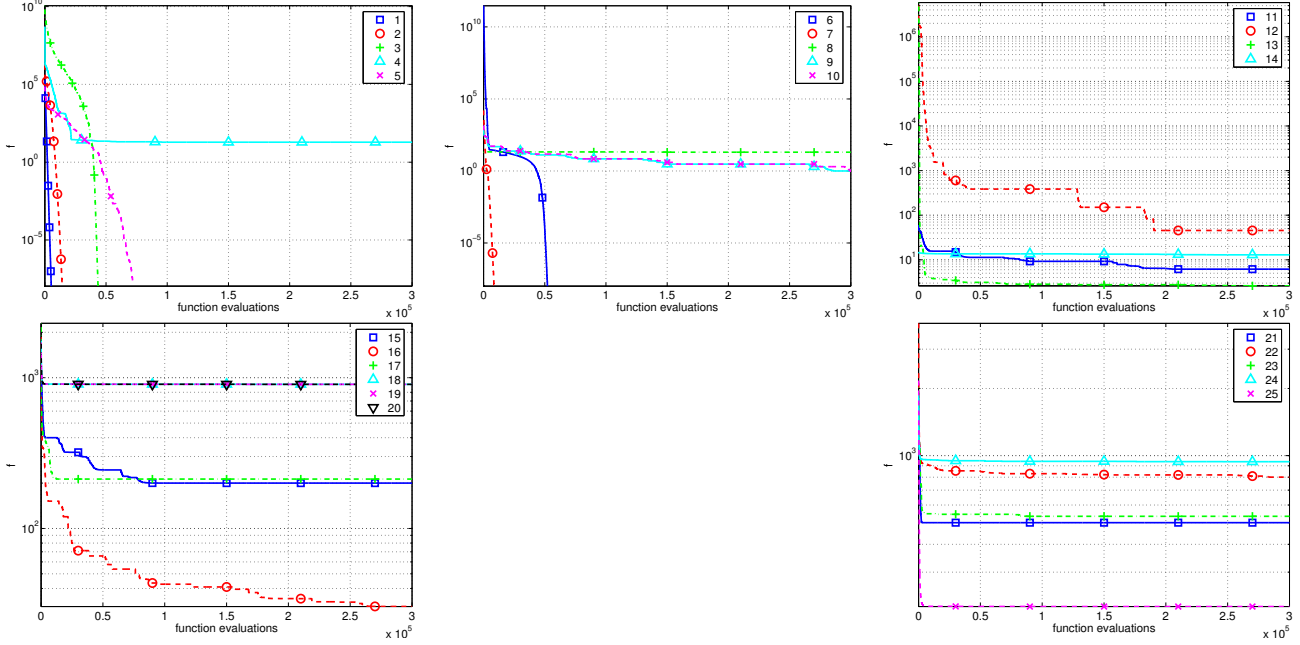 10^10
10^5
10^0
10^-5
f
0 0.5 1 1.5 2 2.5 3
x 10^5
function evaluations
1
2
3
4
5
10^10
10^5
10^0
10^-5
f
0 0.5 1 1.5 2 2.5 3
x 10^5
function evaluations
6
7
8
9
10
10^6
10^5
10^4
10^3
10^2
10^1
f
0 0.5 1 1.5 2 2.5 3
x 10^5
function evaluations
11
12
13
14
10^3
10^2
f
0 0.5 1 1.5 2 2.5 3
function evaluations
x 10^5
15
16
17
18
19
20
10^3
f
0 0.5 1 1.5 2 2.5 3
function evaluations
x 10^5
21
22
23
24
25